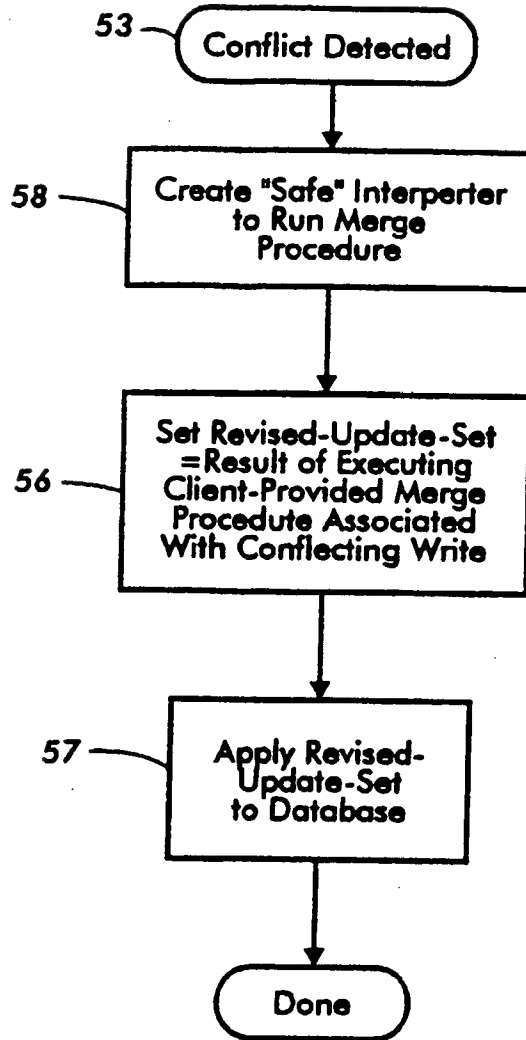 53
Conflict Detected
58
Create "Safe" Interperter
to Run Merge
Procedure
56
Set Revised-Update-Set
=Result of Executing
Client-Provided Merge
Procedute Associated
With Conflecting Write
57
Apply Revised-
Update-Set
to Database
Done